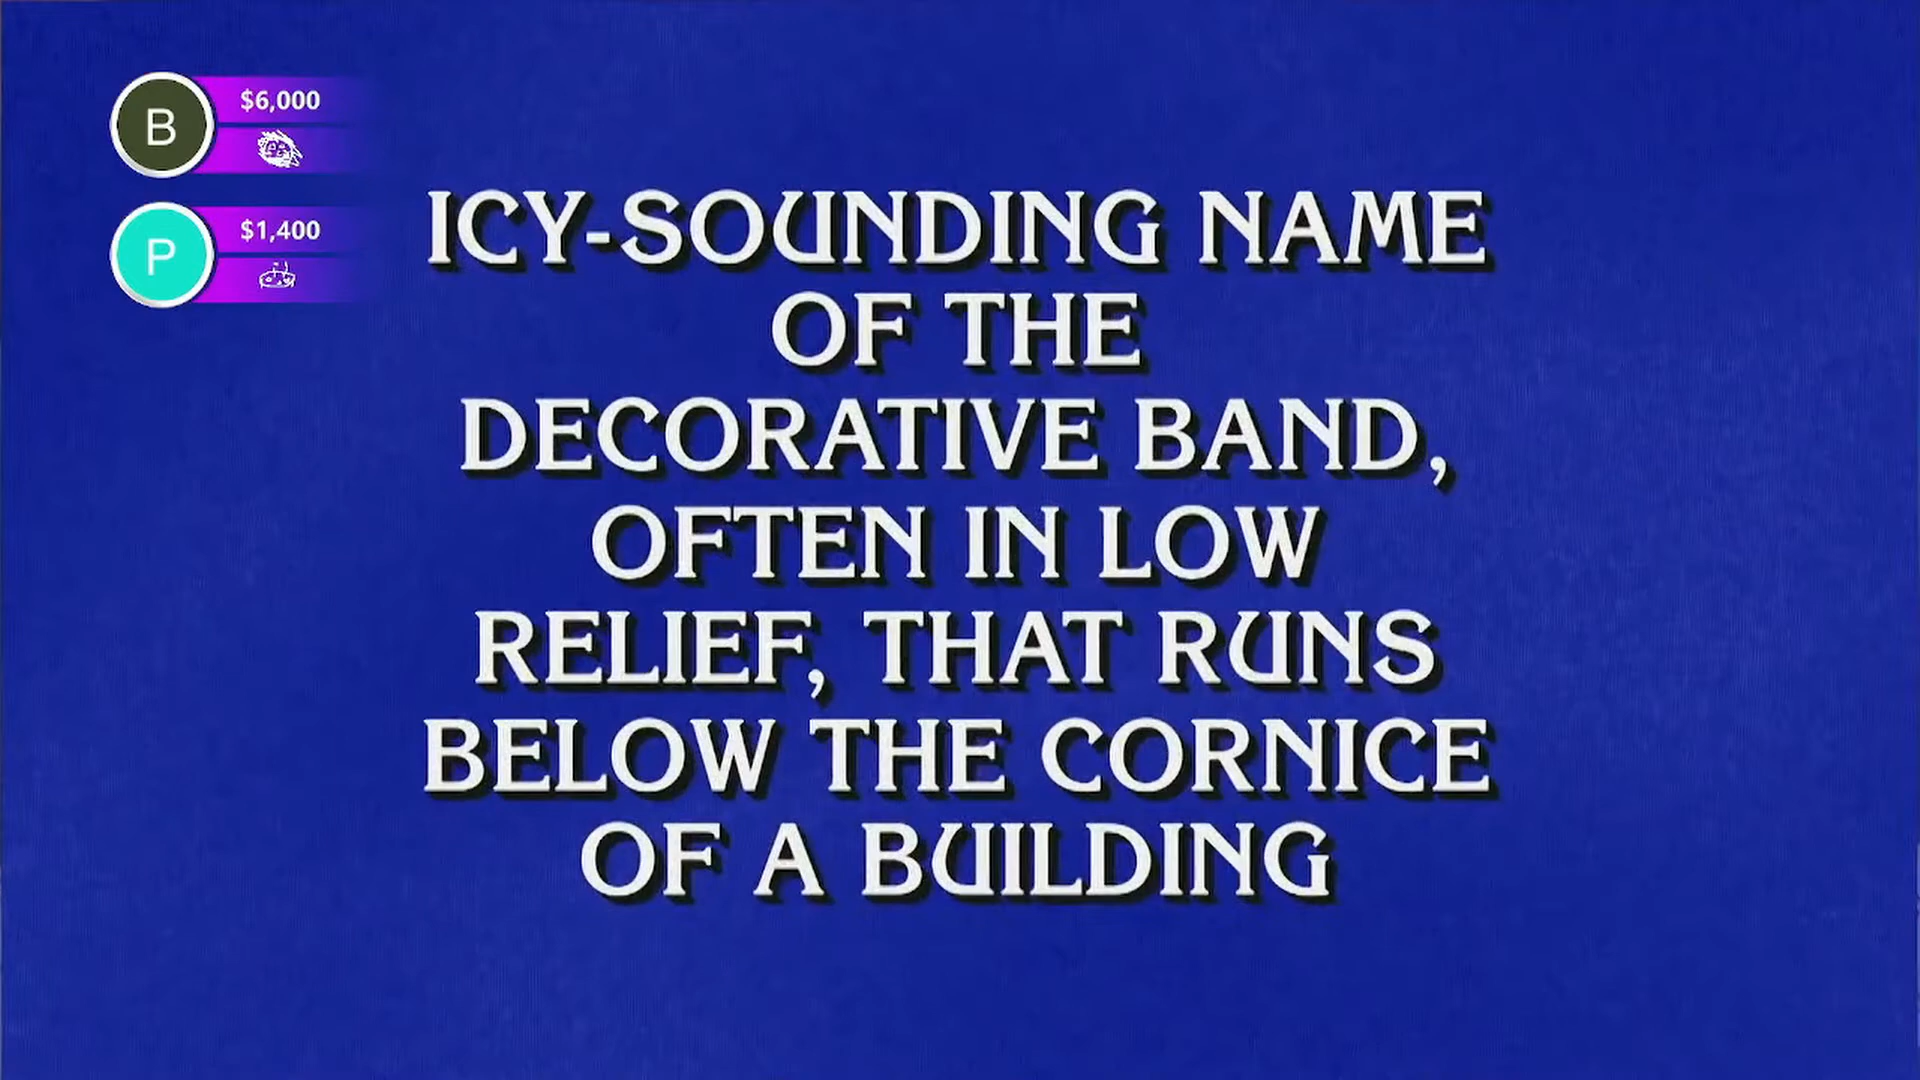 B
$6,000
P
$1,400
ICY-SOUNDING NAME
OF THE
DECORATIVE BAND,
OFTEN IN LOW
RELIEF, THAT RUNS
BELOW THE CORNICE
OF A BUILDING